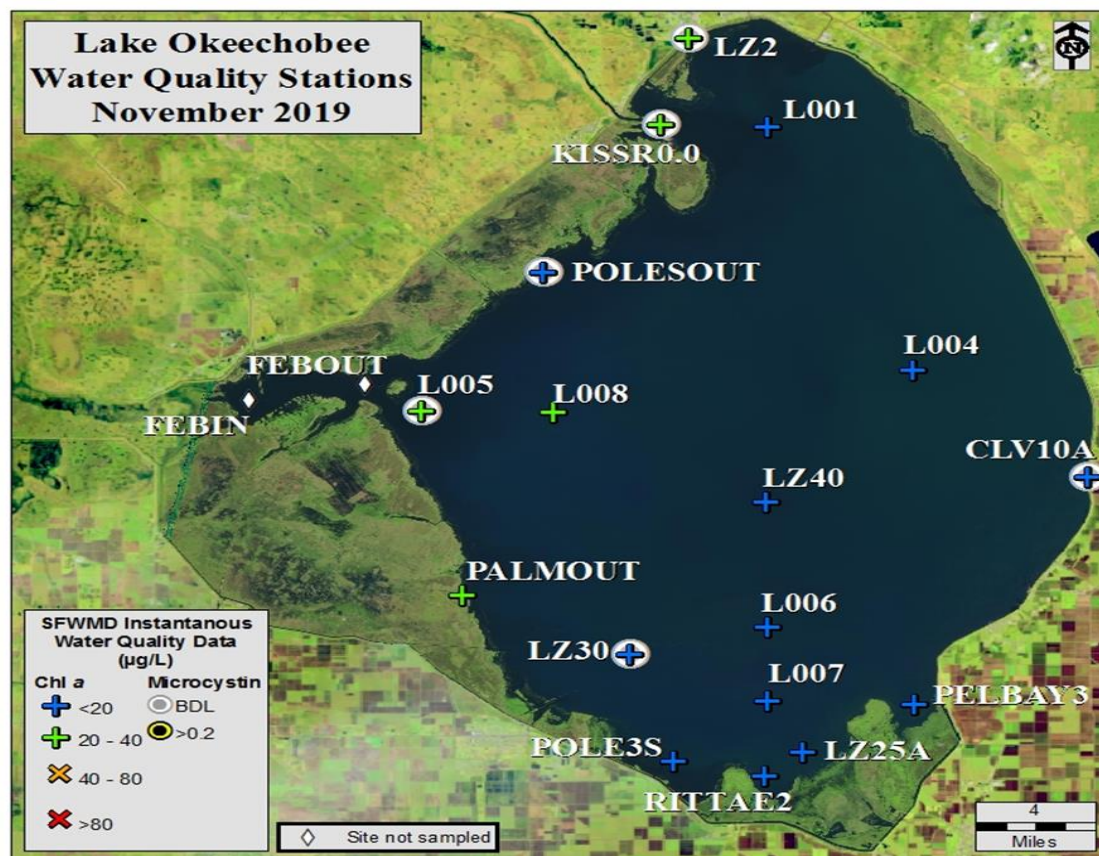 Lake Okeechobee
Water Quality Stations
November 2019
N
LZ2
L001
KISSR0.0
POLESOUT
L004
FEBOUT
L005
L008
FEBIN
CLV10A
LZ40
PALMOUT
L006
LZ30
L007
PELBAY3
POLE3S
LZ25A
RITTAE2
SFWMD Instantanous
Water Quality Data
(µg/L)
Chl a Microcystin
<20 BDL
20 - 40 >0.2
40 - 80
>80
Site not sampled
4
Miles